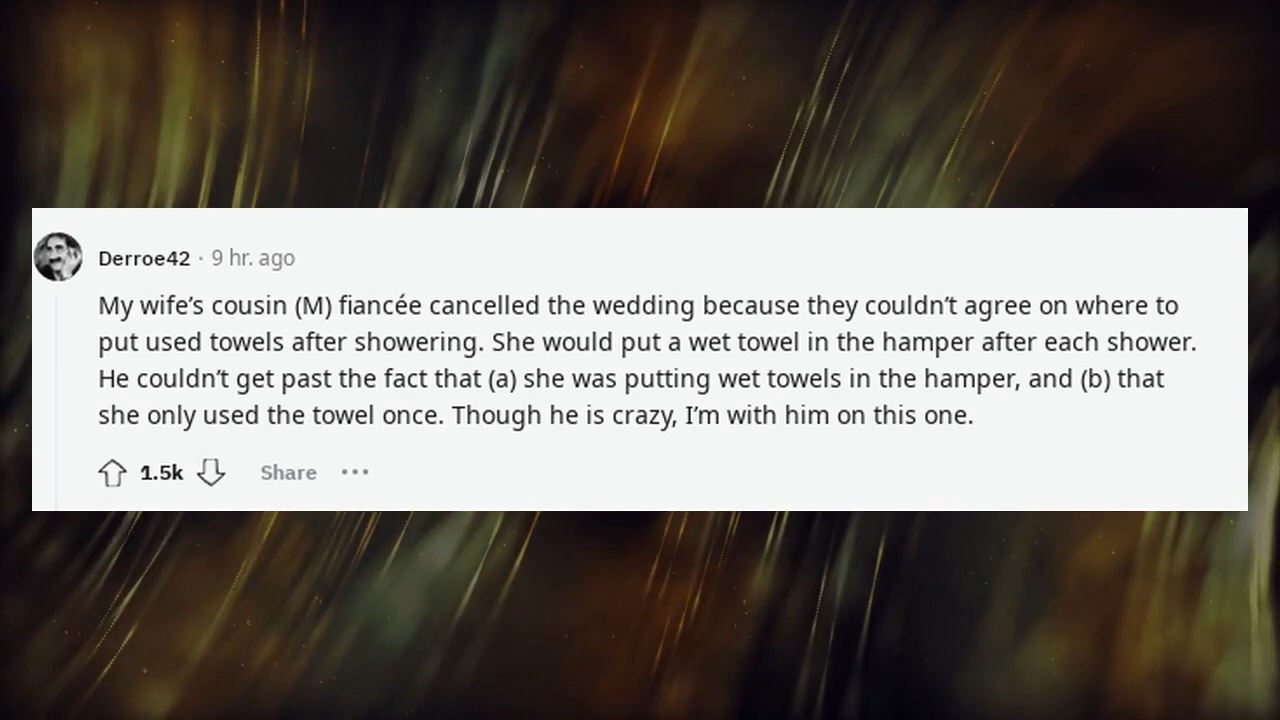 Derroe42 · 9 hr. ago
My wife’s cousin (M) fiancée cancelled the wedding because they couldn’t agree on where to
put used towels after showering. She would put a wet towel in the hamper after each shower.
He couldn’t get past the fact that (a) she was putting wet towels in the hamper, and (b) that
she only used the towel once. Though he is crazy, I’m with him on this one.
1.5k Share •••